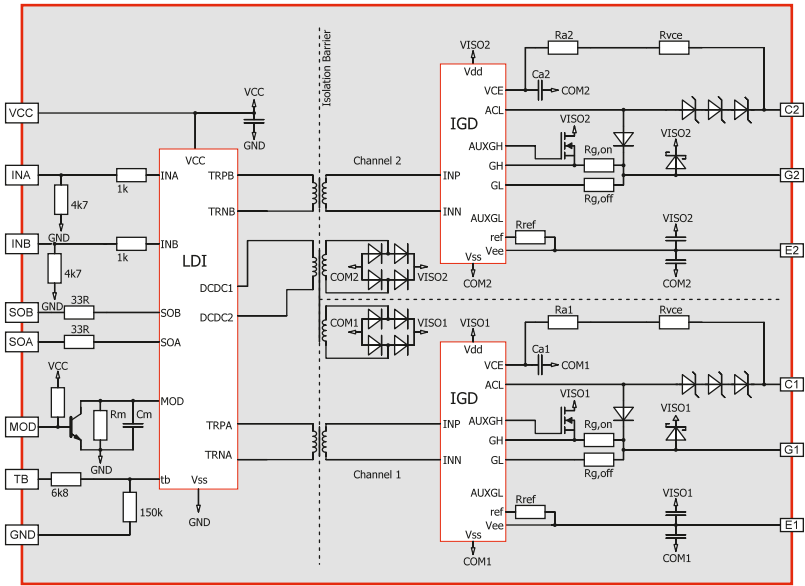 Isolation Barrier
VCC
INA
INB
SOB
SOA
MOD
TB
GND
VCC
GND
1k
4k7
GND
1k
4k7
GND
33R
33R
VCC
Rm
Cm
GND
6k8
150k
LDI
VCC
INA
INB
SOB
SOA
MOD
tb
Vss
GND
TRPB
TRNB
DCDC1
DCDC2
TRPA
TRNA
Channel 2
COM2
VISO2
COM1
VISO1
Channel 1
VISO2
Vdd
IGD
INP
INN
VCE
ACL
AUXGH
GH
GL
AUXGL
ref
Vee
Vss
COM2
Ra2
Rvce
Ca2
COM2
VISO2
Rg,on
Rg,off
VISO2
Rref
VISO2
COM2
C2
G2
E2
VISO1
Vdd
IGD
INP
INN
VCE
ACL
AUXGH
GH
GL
AUXGL
ref
Vee
Vss
COM1
Ra1
Rvce
Ca1
COM1
VISO1
Rg,on
Rg,off
VISO1
Rref
VISO1
COM1
C1
G1
E1